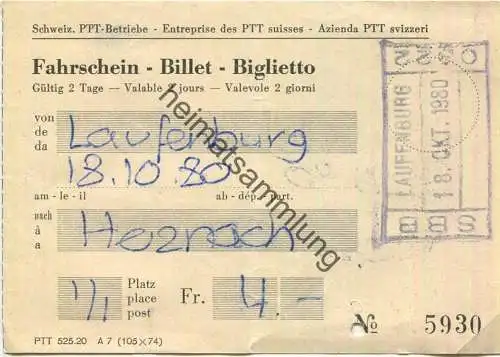 Schweiz. PTT-Betriebe - Entreprise des PTT suisses - Azienda PTT svizzeri
Fahrschein - Billet - Biglietto
Gültig 2 Tage — Valable 2 jours — Valevole 2 giorni
von
de
da
Laufenburg
18.10.80
am - le - il
ab - dép. - part.
nach
à
a
Herznach
1/1
Platz
place
post
Fr.
4.-
№ 5930
PTT 525.20 A 7 (105 × 74)
LAUFENBURG
18. OKT. 1980
heimatsammlung.de